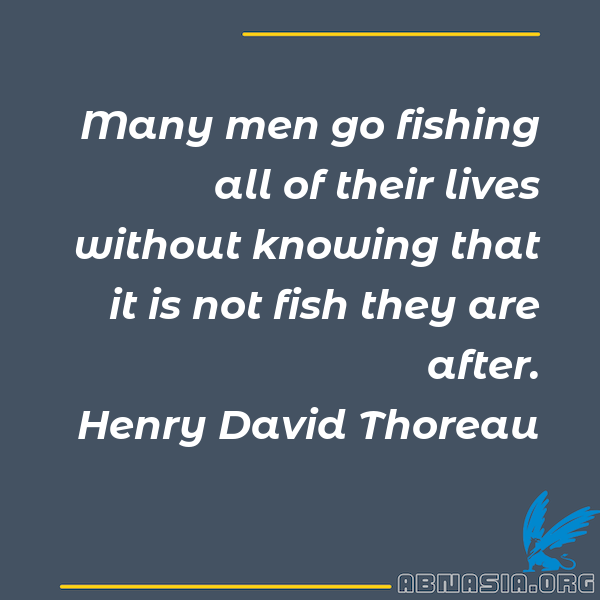 Many men go fishing
all of their lives
without knowing that
it is not fish they are
after.
Henry David Thoreau
ABNASIA.ORG